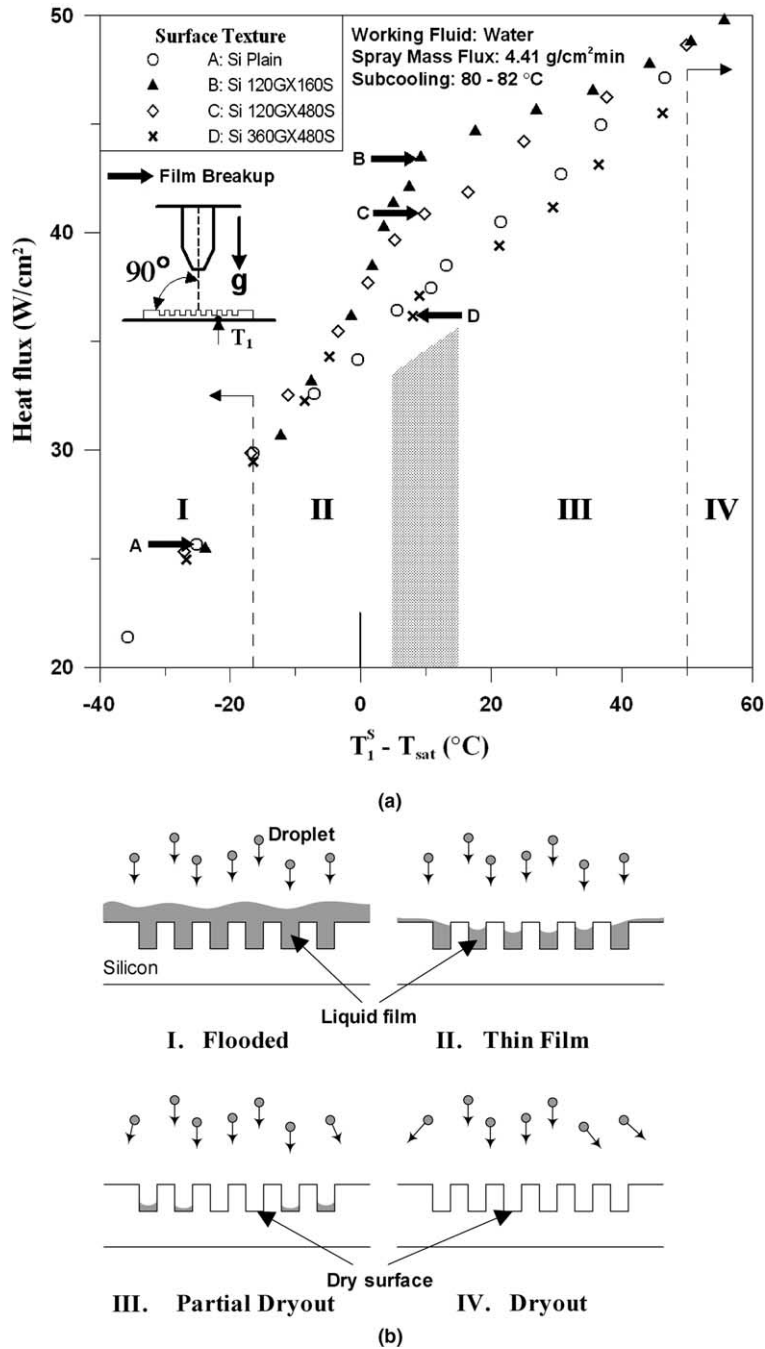 50
40
30
20
Heat flux (W/cm²)
Surface Texture
A: Si Plain
B: Si 120GX160S
C: Si 120GX480S
D: Si 360GX480S
Film Breakup
Working Fluid: Water
Spray Mass Flux: 4.41 g/cm²min
Subcooling: 80 - 82 °C
90°
g
T₁
B
C
D
A
I
II
III
IV
-40 -20 0 20 40 60
T₁ˢ - Tsat (°C)
(a)
Droplet
Silicon
Liquid film
I. Flooded
II. Thin Film
Dry surface
III. Partial Dryout
IV. Dryout
(b)